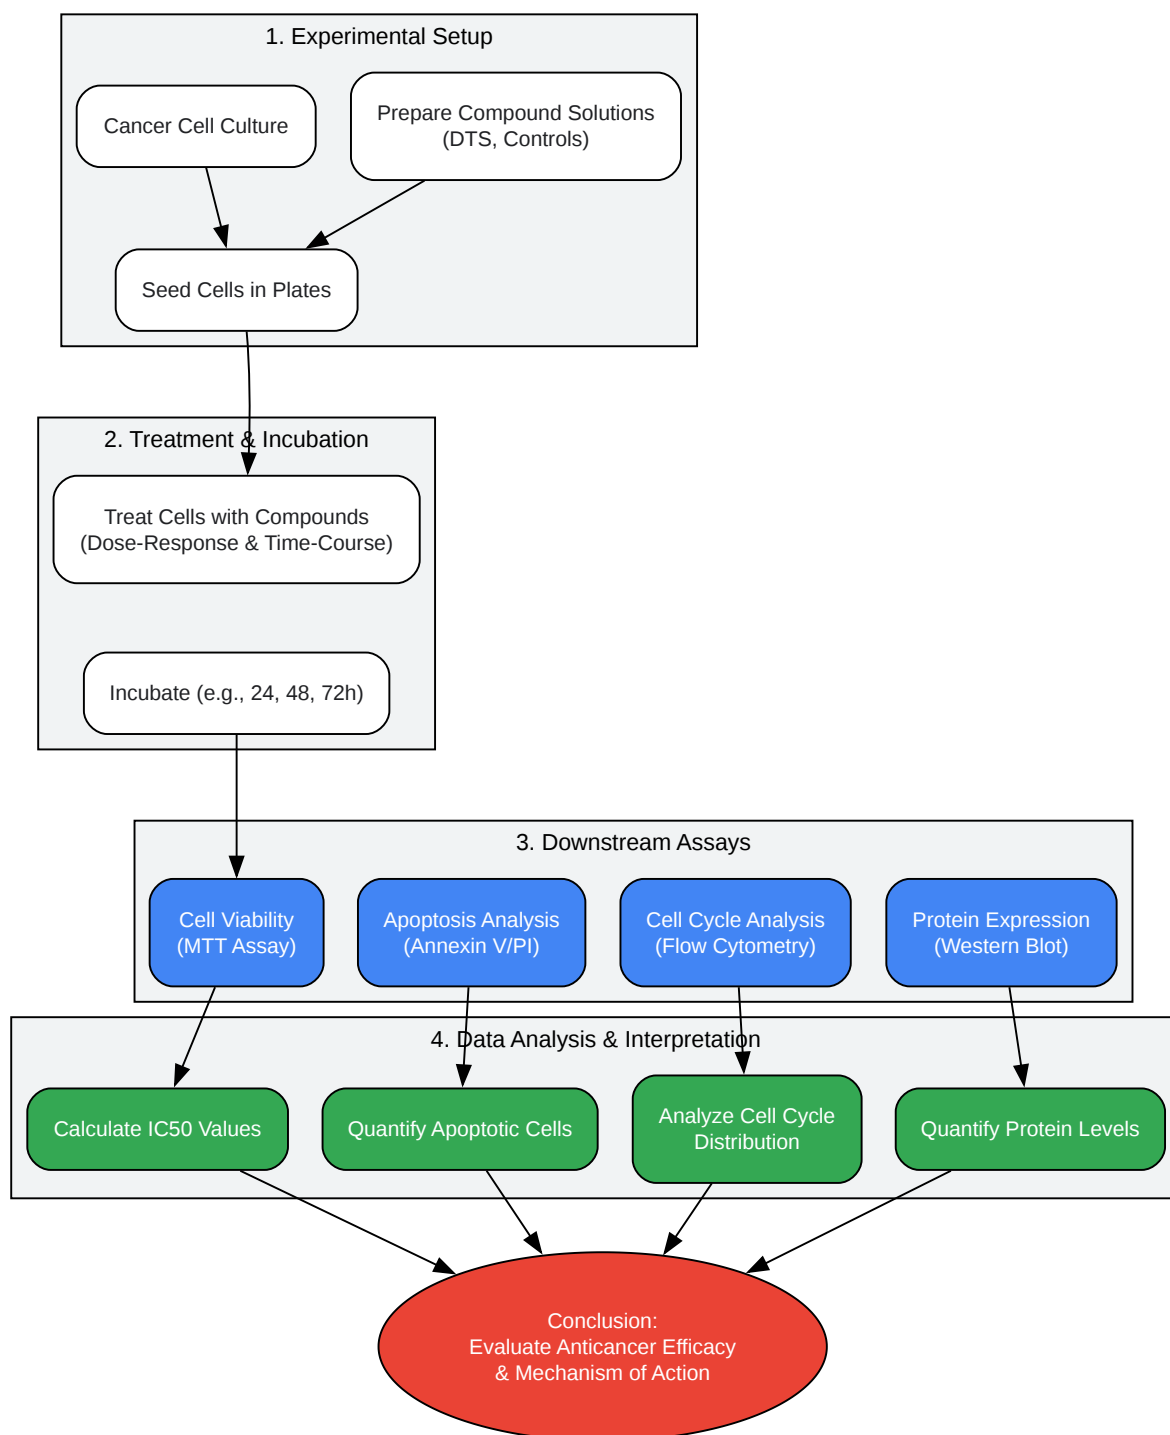 1. Experimental Setup
Cancer Cell Culture
Prepare Compound Solutions
(DTS, Controls)
Seed Cells in Plates
2. Treatment & Incubation
Treat Cells with Compounds
(Dose-Response & Time-Course)
Incubate (e.g., 24, 48, 72h)
3. Downstream Assays
Cell Viability
(MTT Assay)
Apoptosis Analysis
(Annexin V/PI)
Cell Cycle Analysis
(Flow Cytometry)
Protein Expression
(Western Blot)
4. Data Analysis & Interpretation
Calculate IC50 Values
Quantify Apoptotic Cells
Analyze Cell Cycle
Distribution
Quantify Protein Levels
Conclusion:
Evaluate Anticancer Efficacy
& Mechanism of Action